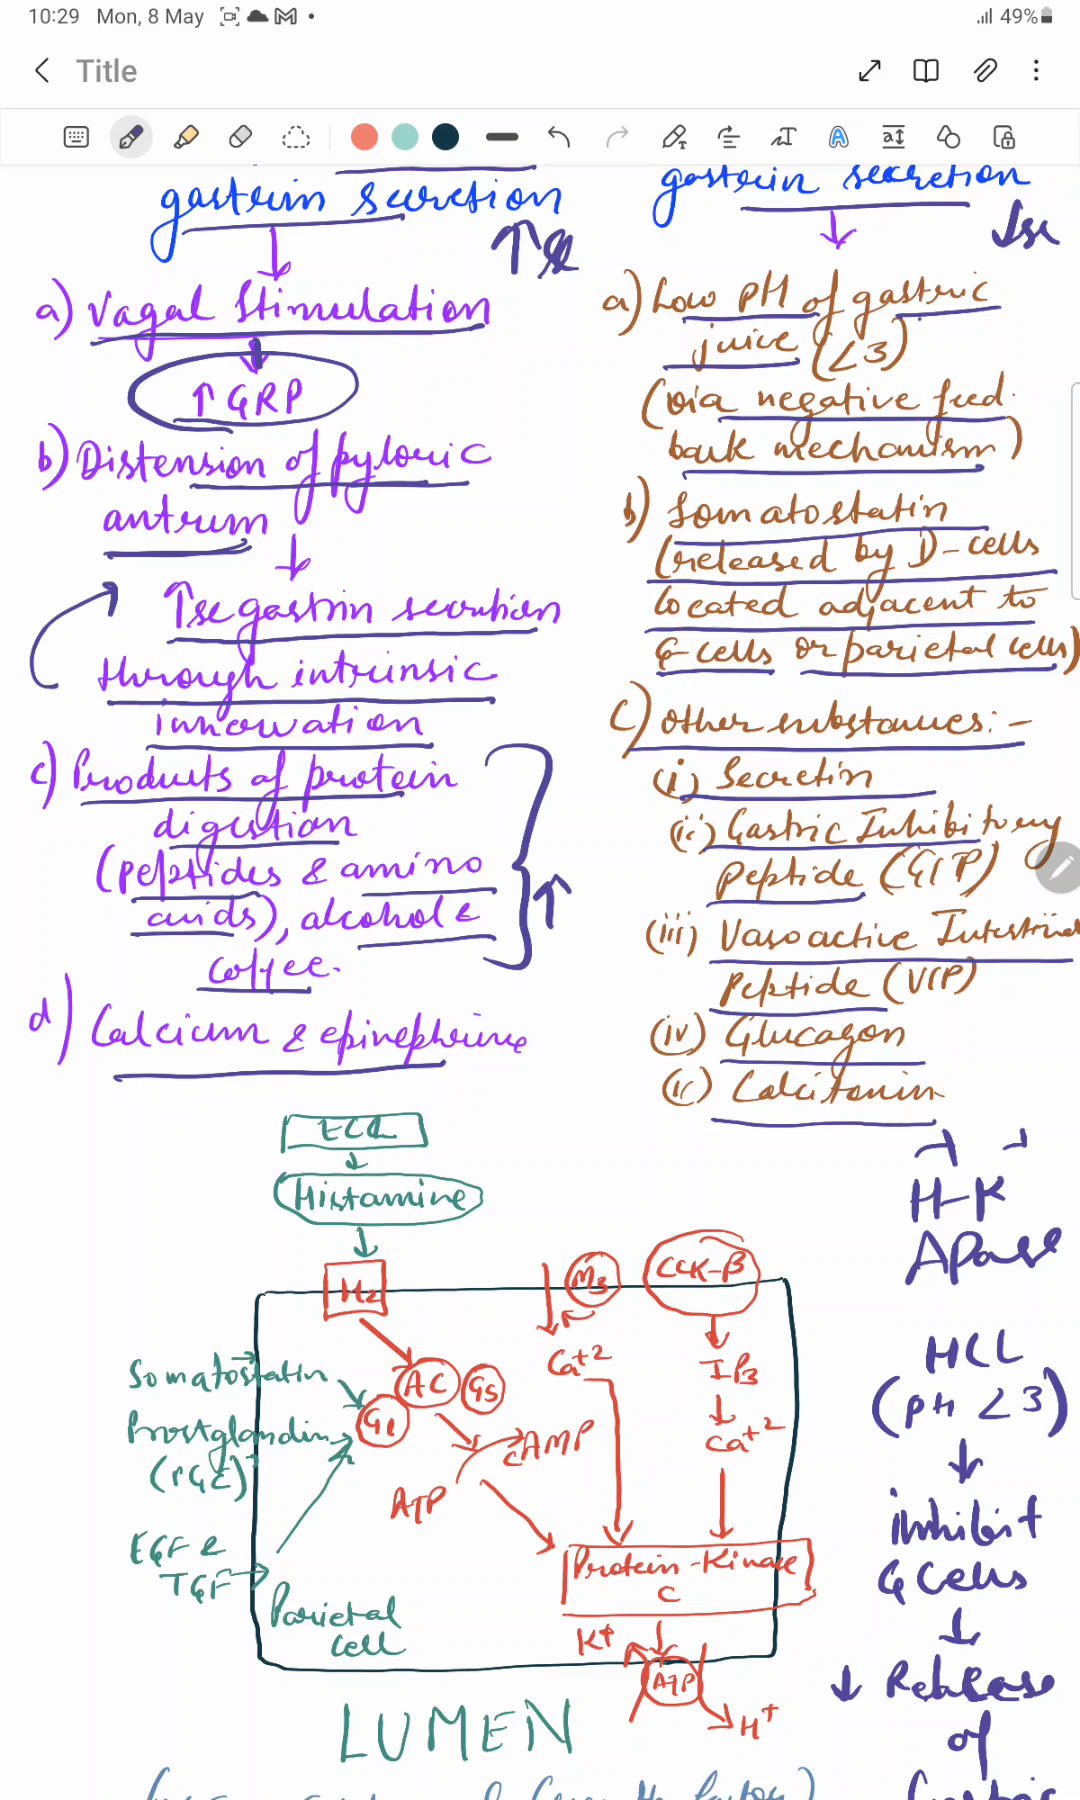 10:29 Mon, 8 May
49%
Title
gastrin secretion
↑se
↓
a) Vagal Stimulation
↓
↑ GRP
b) Distension of pyloric
antrum
↓
↑se gastrin secretion
through intrinsic
innervation
c) Products of protein
digestion
(peptides & amino
acids), alcohol &
coffee.
↑
d) Calcium & epinephrine
gastrin secretion
↓se
↓
a) Low pH of gastric
juice (<3)
(via negative feed
back mechanism)
b) Somatostatin
(released by D-cells
located adjacent to
G-cells or parietal cells)
c) Other substances:-
(i) Secretin
(ii) Gastric Inhibitory
Peptide (GIP)
(iii) Vasoactive Intestinal
Peptide (VIP)
(iv) Glucagon
Calcitonin
ECL
↓
Histamine
↓
H2
M3
CCK-β
Somatostatin
Prostglandin
(PGE)
EGF &
TGF
AC
Gs
Gi
ATP
cAMP
Ca+2
IP3
↓
Ca+2
Protein-Kinase
C
Parietal
cell
K+
ATP
H+
LUMEN
H-K
APase
HCL
(pH <3)
↓
inhibit
G Cells
↓
↓ Release
of